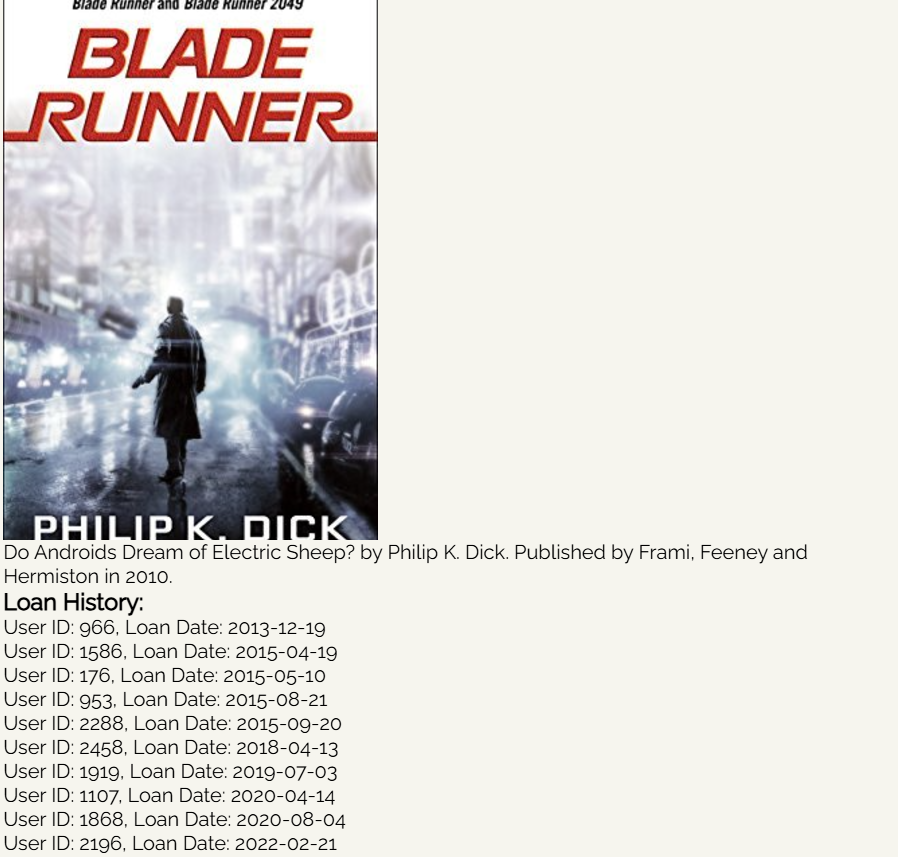 Blade Runner and Blade Runner 2049
BLADE
RUNNER
PHILIP K. DICK
Do Androids Dream of Electric Sheep? by Philip K. Dick. Published by Frami, Feeney and
Hermiston in 2010.
Loan History:
User ID: 966, Loan Date: 2013-12-19
User ID: 1586, Loan Date: 2015-04-19
User ID: 176, Loan Date: 2015-05-10
User ID: 953, Loan Date: 2015-08-21
User ID: 2288, Loan Date: 2015-09-20
User ID: 2458, Loan Date: 2018-04-13
User ID: 1919, Loan Date: 2019-07-03
User ID: 1107, Loan Date: 2020-04-14
User ID: 1868, Loan Date: 2020-08-04
User ID: 2196, Loan Date: 2022-02-21